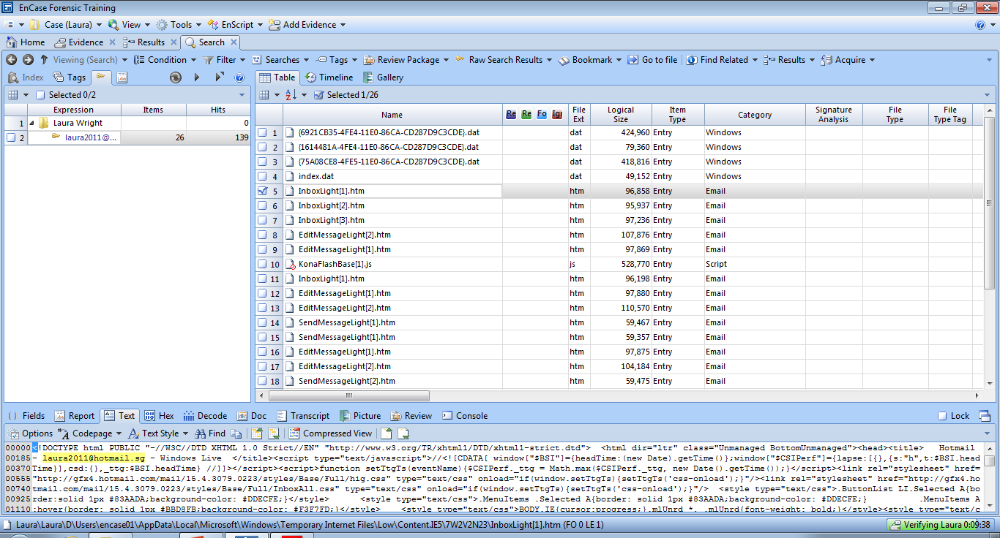 EnCase Forensic Training
Case (Laura) View Tools EnScript Add Evidence
Home Evidence Results Search
Viewing (Search) Condition Filter Searches Tags Review Package Raw Search Results Bookmark Go to file Find Related Results Acquire
Index Tags
Table Timeline Gallery
Selected 0/2
Selected 1/26
Expression Items Hits
1 Laura Wright 0
2 laura2011@... 26 139
Name Re Re Fo Igr File Ext Logical Size Item Type Category Signature Analysis File Type File Type Tag
1 {6921CB35-4FE4-11E0-86CA-CD287D9C3CDE}.dat dat 424,960 Entry Windows
2 {1614481A-4FE4-11E0-86CA-CD287D9C3CDE}.dat dat 79,360 Entry Windows
3 {75A08CE8-4FE5-11E0-86CA-CD287D9C3CDE}.dat dat 418,816 Entry Windows
4 index.dat dat 49,152 Entry Windows
5 InboxLight[1].htm htm 96,858 Entry Email
6 InboxLight[2].htm htm 95,937 Entry Email
7 InboxLight[3].htm htm 97,236 Entry Email
8 EditMessageLight[2].htm htm 107,876 Entry Email
9 EditMessageLight[1].htm htm 97,869 Entry Email
10 KonaFlashBase[1].js js 528,770 Entry Script
11 InboxLight[1].htm htm 96,198 Entry Email
12 EditMessageLight[1].htm htm 97,880 Entry Email
13 EditMessageLight[2].htm htm 110,570 Entry Email
14 SendMessageLight[1].htm htm 59,467 Entry Email
15 SendMessageLight[1].htm htm 59,357 Entry Email
16 EditMessageLight[1].htm htm 97,875 Entry Email
17 EditMessageLight[2].htm htm 104,184 Entry Email
18 SendMessageLight[2].htm htm 59,475 Entry Email
Fields Report Text Hex Decode Doc Transcript Picture Review Console Lock
Options Codepage Text Style Find Compressed View
00000 <!DOCTYPE html PUBLIC "-//W3C//DTD XHTML 1.0 Strict//EN" "http://www.w3.org/TR/xhtml1/DTD/xhtml1-strict.dtd"> <html dir="ltr" class="Unmanaged BottomUnmanaged"><head><title> Hotmail
00185 - laura2011@hotmail.sg - Windows Live </title><script type="text/javascript">//<![CDATA[ window["$BSI"]={headTime:(new Date).getTime()};window["$CSIPerf"]={lapse:[{},{s:"h",t:$BSI.head
00370 Time}],csd:{},_ttg:$BSI.headTime} //]]></script><script>function setTtgTs(eventName){$CSIPerf._ttg = Math.max($CSIPerf._ttg, new Date().getTime());}</script><link rel="stylesheet" href=
00555 "http://gfx4.hotmail.com/mail/15.4.3079.0223/styles/Base/Full/hig.css" type="text/css" onload="if(window.setTtgTs){setTtgTs('css-onload');}"/><link rel="stylesheet" href="http://gfx4.ho
00740 tmail.com/mail/15.4.3079.0223/styles/Base/Full/InboxAll.css" type="text/css" onload="if(window.setTtgTs){setTtgTs('css-onload');}"/> <style type="text/css">.ButtonList LI.Selected A{bo
00925 rder:solid 1px #83AADA;background-color: #DDECFE;}</style> <style type="text/css">.MenuItems .Selected A{border: solid 1px #83AADA;background-color: #DDECFE;} .MenuItems A
01110 :hover{border: solid 1px #BBD8FB;background-color: #F3F7FD;}</style> <style type="text/css">BODY.IE{cursor:progress;}.mlUnrd *, .mlUnrd{font-weight: bold;}</style><style type="text/c
Laura\Laura\D\Users\encase01\AppData\Local\Microsoft\Windows\Temporary Internet Files\Low\Content.IE5\7W2V2N23\InboxLight[1].htm (FO 0 LE 1)
Verifying Laura 0:09:38